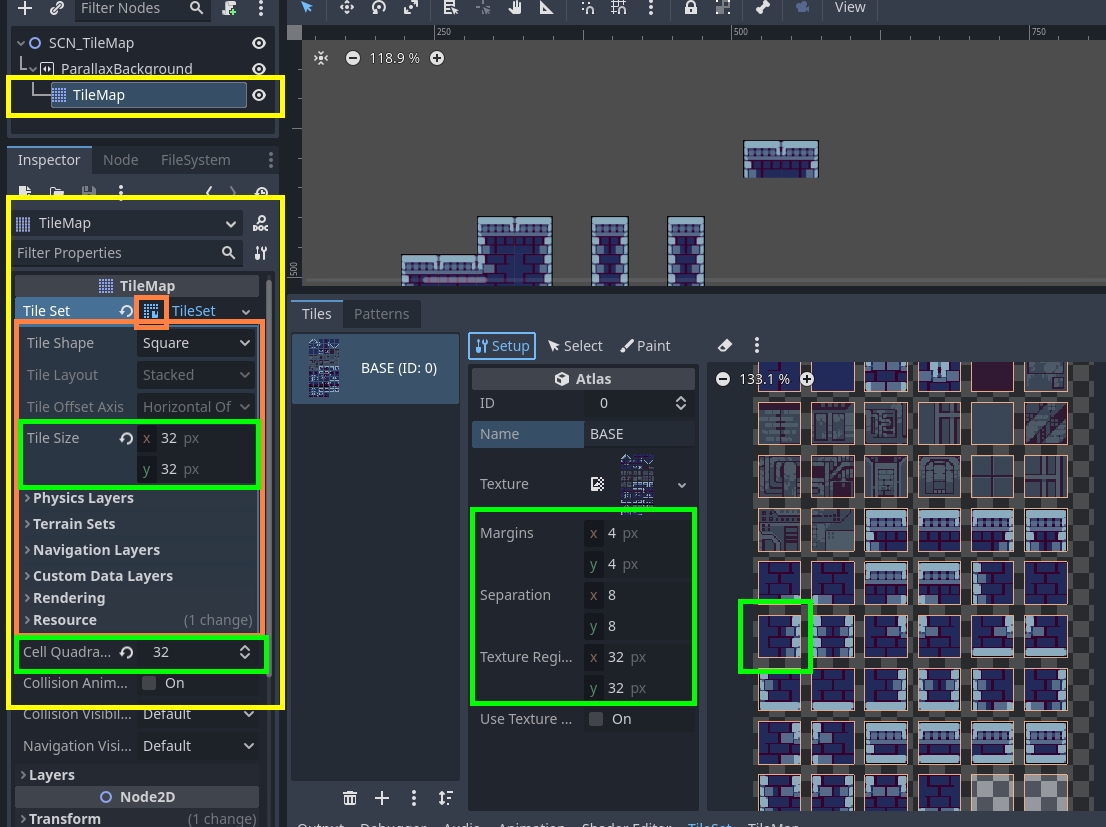 Filter Nodes
SCN_TileMap
ParallaxBackground
TileMap
Inspector
Node
FileSystem
TileMap
DOC
Filter Properties
TileMap
Tile Set
TileSet
Tile Shape
Square
Tile Layout
Stacked
Tile Offset Axis
Horizontal Of
Tile Size
x 32 px
y 32 px
Physics Layers
Terrain Sets
Navigation Layers
Custom Data Layers
Rendering
Resource
(1 change)
Cell Quadra...
32
Collision Anim...
On
Collision Visibil...
Default
Navigation Visi...
Default
Layers
Node2D
Transform
(1 change)
View
250
500
750
500
118.9 %
Tiles
Patterns
BASE (ID: 0)
Setup
Select
Paint
Atlas
ID
0
Name
BASE
Texture
Margins
x 4 px
y 4 px
Separation
x 8
y 8
Texture Regi...
x 32 px
y 32 px
Use Texture ...
On
133.1 %
Output
Debugger
Audio
Animation
Shader Editor
TileSet
TileMap